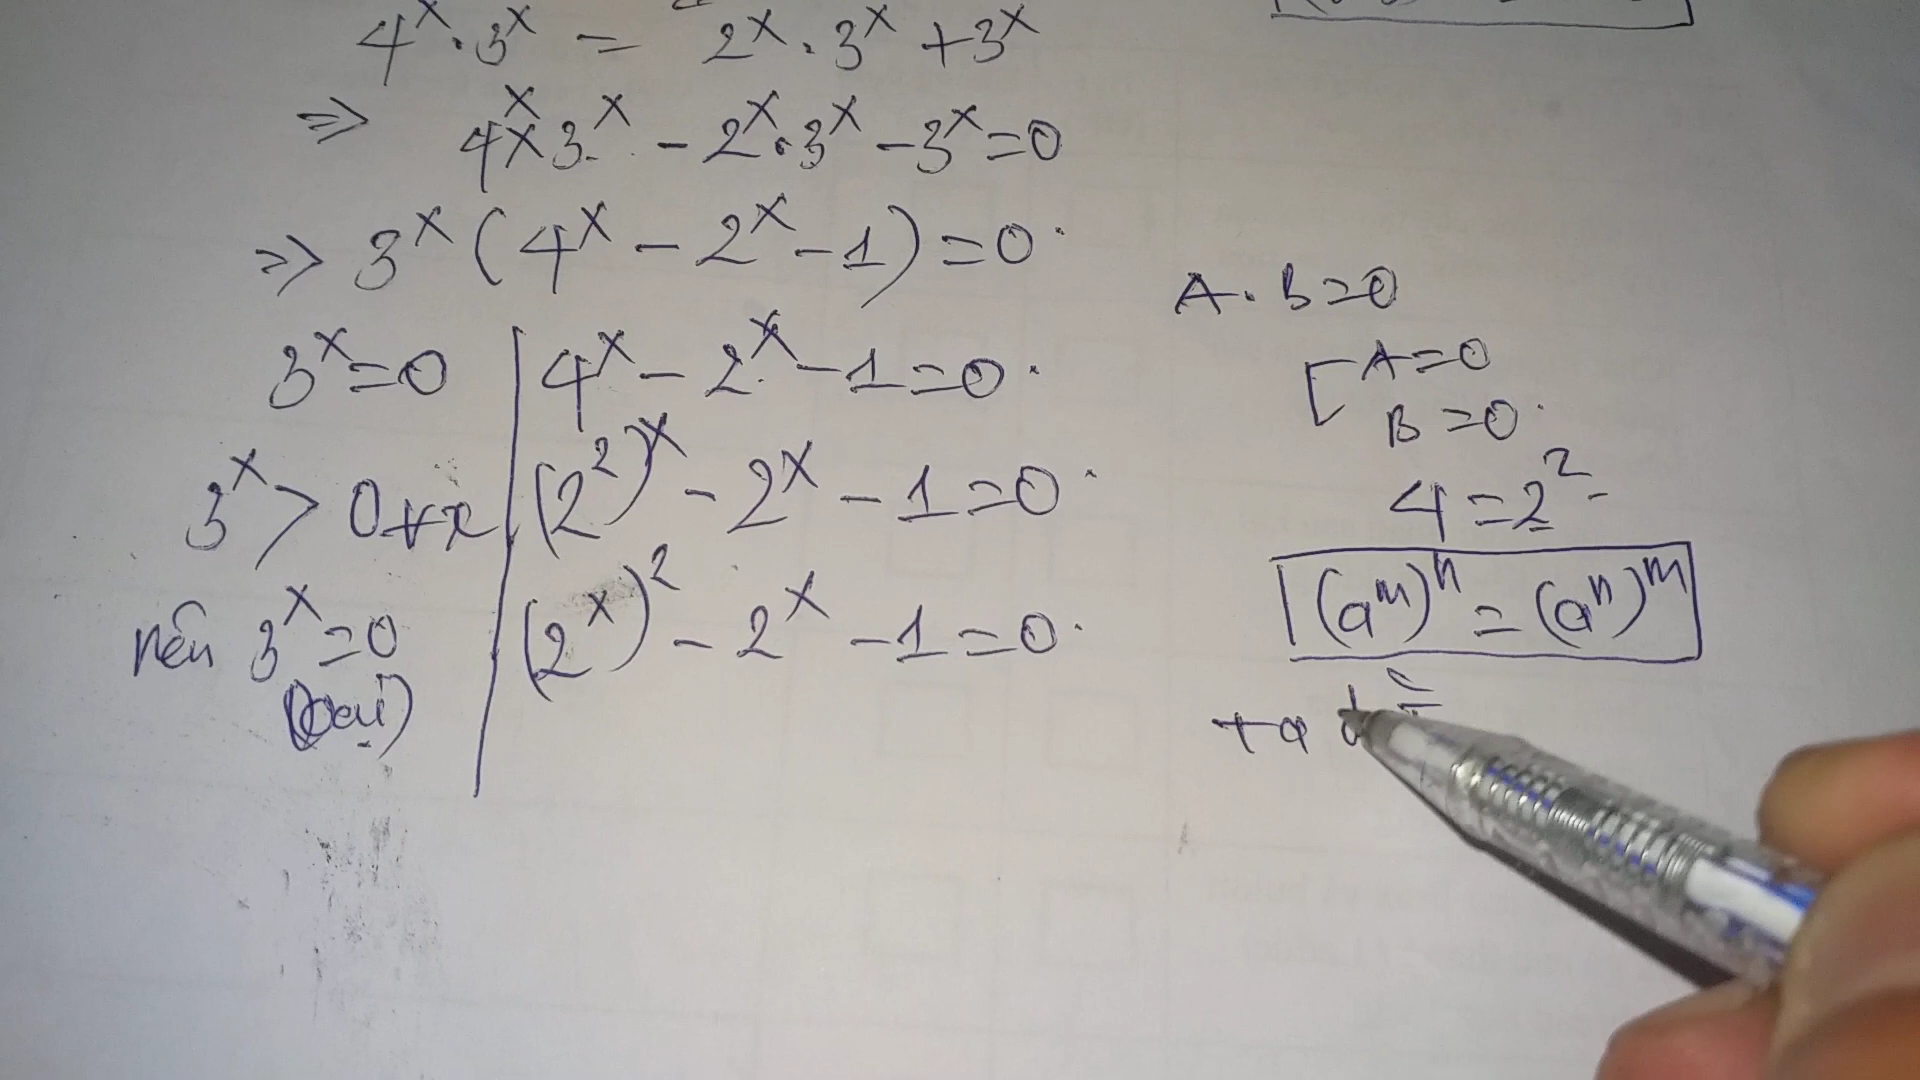 4^x · 3^x = 2^x · 3^x + 3^x
⇒ 4^x × 3^x - 2^x · 3^x - 3^x = 0
⇒ 3^x (4^x - 2^x - 1) = 0
3^x = 0 | 4^x - 2^x - 1 = 0
3^x > 0 ∀x | (2^2)^x - 2^x - 1 = 0
nên 3^x = 0 | (2^x)^2 - 2^x - 1 = 0
(loại)
A · B = 0
[ A = 0
B = 0
4 = 2^2
(a^m)^n = (a^n)^m
ta